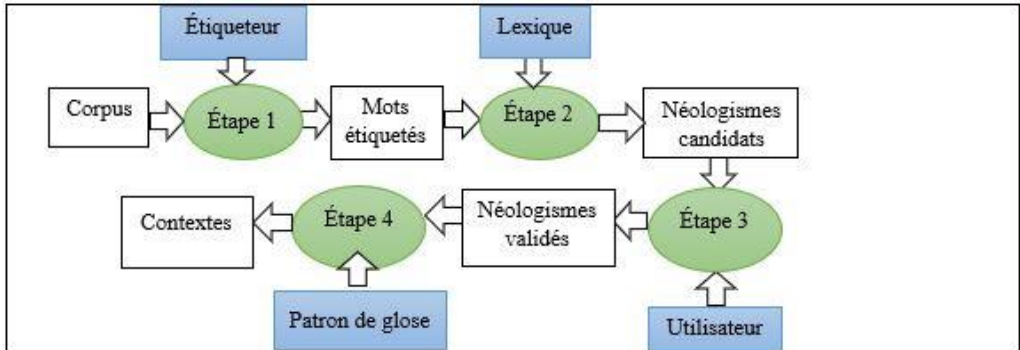 Étiqueteur
Lexique
Corpus
Étape 1
Mots
étiquetés
Étape 2
Néologismes
candidats
Contextes
Étape 4
Néologismes
validés
Étape 3
Patron de glose
Utilisateur